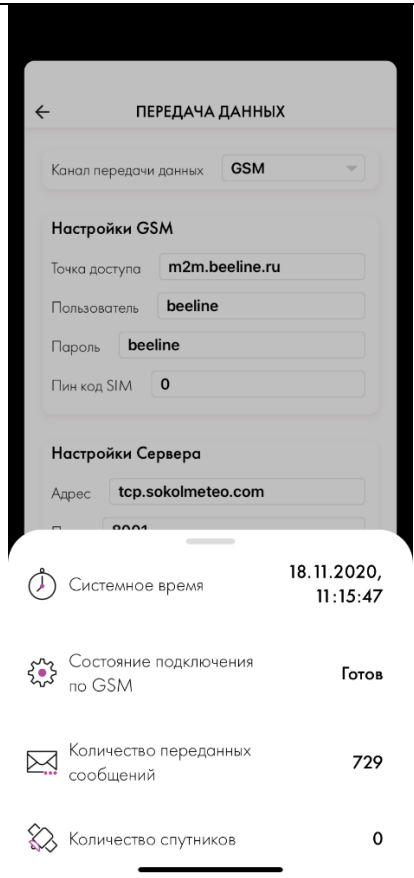 ПЕРЕДАЧА ДАННЫХ
Канал передачи данных GSM
Настройки GSM
Точка доступа m2m.beeline.ru
Пользователь beeline
Пароль beeline
Пин код SIM 0
Настройки Сервера
Адрес tcp.sokolmeteo.com
Системное время 18.11.2020,
11:15:47
Состояние подключения
по GSM Готов
Количество переданных
сообщений 729
Количество спутников 0